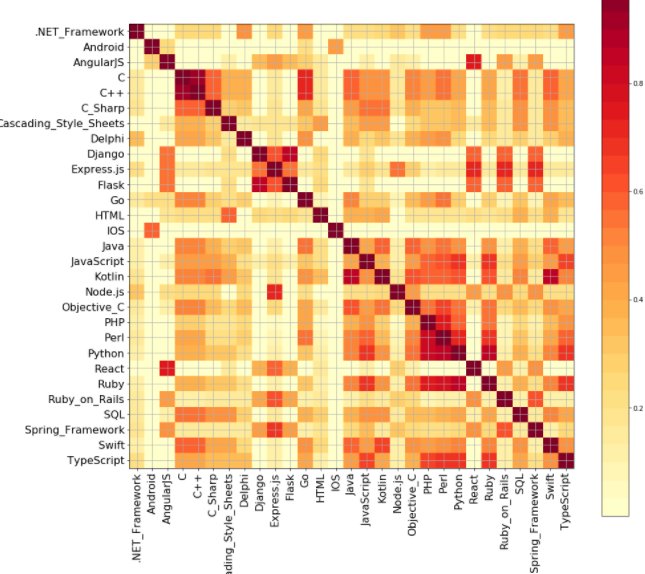 .NET_Framework
Android
AngularJS
C
C++
C_Sharp
Cascading_Style_Sheets
Delphi
Django
Express.js
Flask
Go
HTML
IOS
Java
JavaScript
Kotlin
Node.js
Objective_C
PHP
Perl
Python
React
Ruby
Ruby_on_Rails
SQL
Spring_Framework
Swift
TypeScript
.NET_Framework
Android
AngularJS
C
C++
C_Sharp
ading_Style_Sheets
Delphi
Django
Express.js
Flask
Go
HTML
IOS
Java
JavaScript
Kotlin
Node.js
Objective_C
PHP
Perl
Python
React
Ruby
Ruby_on_Rails
SQL
Spring_Framework
Swift
TypeScript
0.8
0.6
0.4
0.2